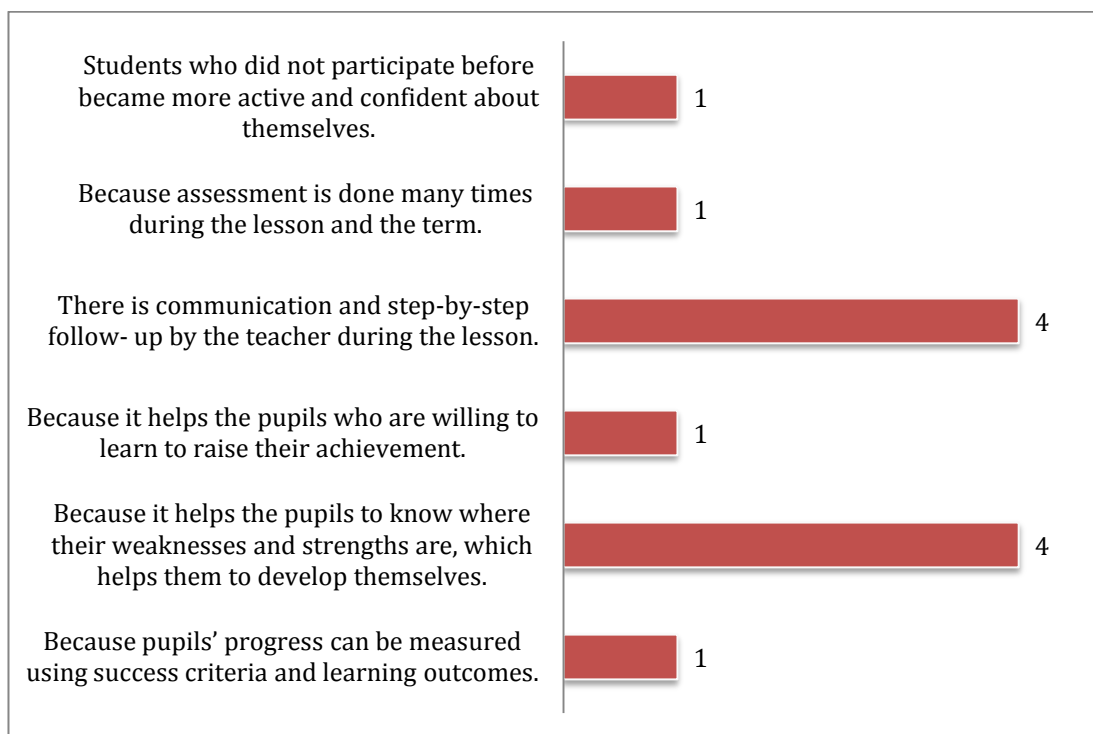 Students who did not participate before
became more active and confident about
themselves.
1
Because assessment is done many times
during the lesson and the term.
1
There is communication and step-by-step
follow- up by the teacher during the lesson.
4
Because it helps the pupils who are willing to
learn to raise their achievement.
1
Because it helps the pupils to know where
their weaknesses and strengths are, which
helps them to develop themselves.
4
Because pupils’ progress can be measured
using success criteria and learning outcomes.
1